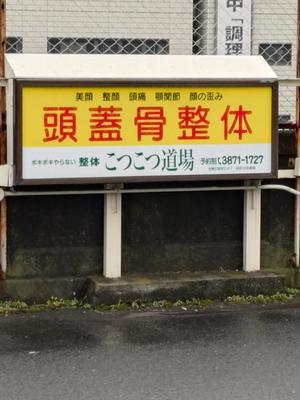 中「調理
美顔 整顔 頭痛 顎関節 顔の歪み
頭蓋骨整体
ボキボキやらない 整体 こつこつ道場 予約制 3871-1727